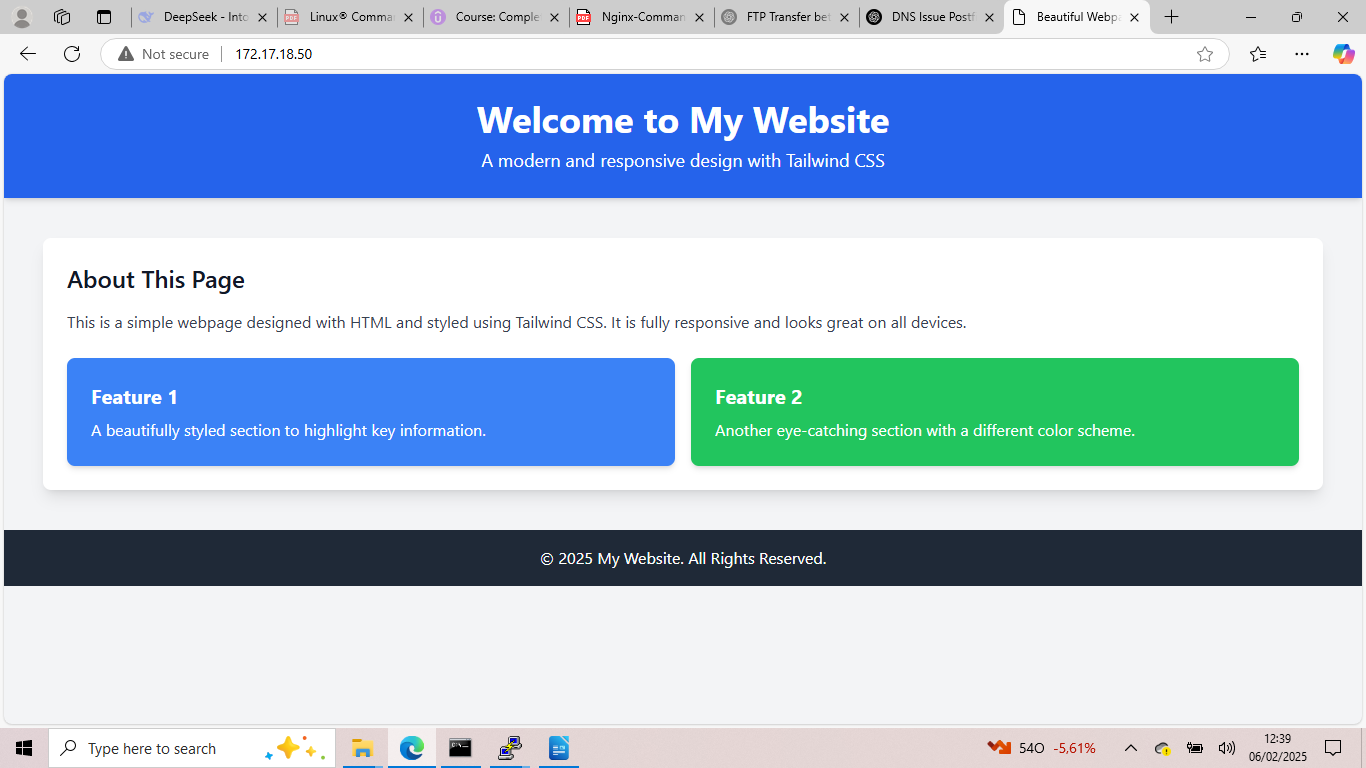 DeepSeek - Into
Linux® Comma
Course: Comple
Nginx-Comman
FTP Transfer be
DNS Issue Postf
Beautiful Webpa
Not secure
172.17.18.50
Welcome to My Website
A modern and responsive design with Tailwind CSS
About This Page
This is a simple webpage designed with HTML and styled using Tailwind CSS. It is fully responsive and looks great on all devices.
Feature 1
A beautifully styled section to highlight key information.
Feature 2
Another eye-catching section with a different color scheme.
© 2025 My Website. All Rights Reserved.
Type here to search
54O -5,61%
12:39
06/02/2025